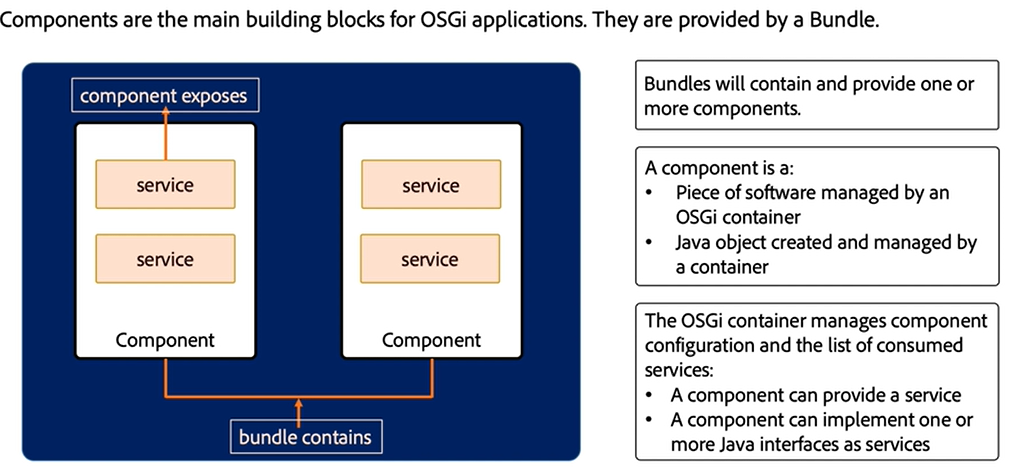 Components are the main building blocks for OSGi applications. They are provided by a Bundle.
component exposes
service
service
Component
service
service
Component
bundle contains
Bundles will contain and provide one or
more components.
A component is a:
• Piece of software managed by an
OSGi container
• Java object created and managed by
a container
The OSGi container manages component
configuration and the list of consumed
services:
• A component can provide a service
• A component can implement one or
more Java interfaces as services